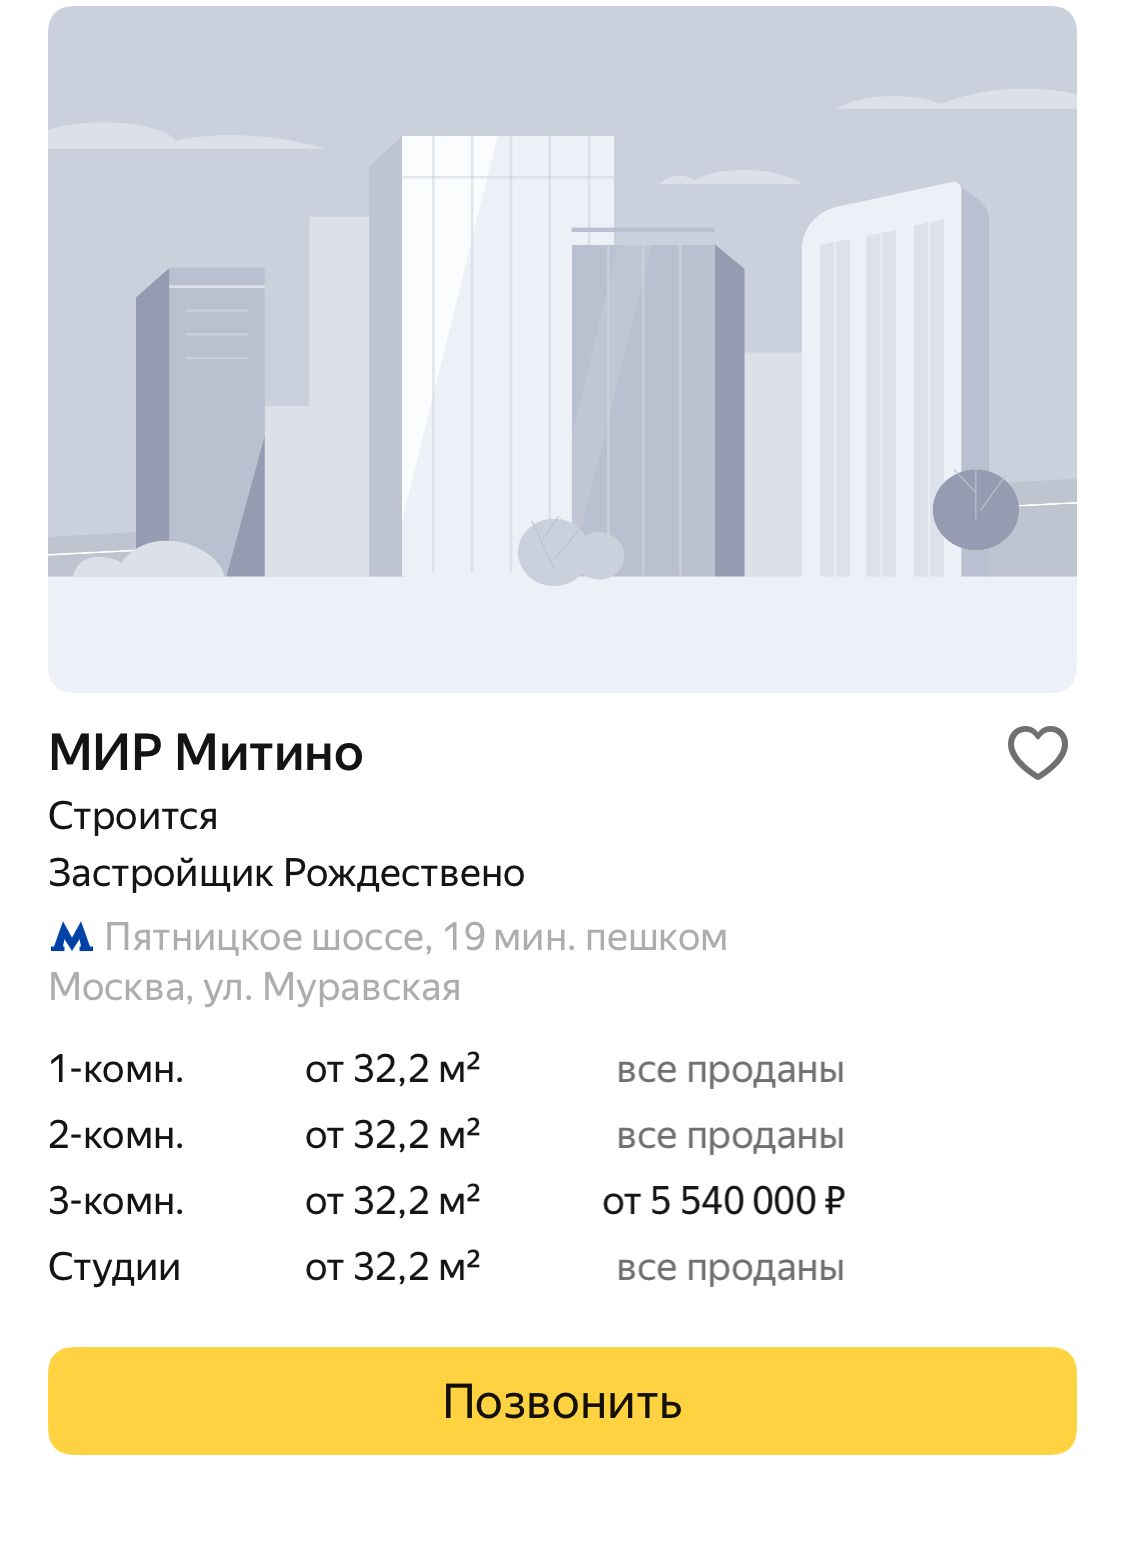 МИР Митино
Строится
Застройщик Рождествено
Пятницкое шоссе, 19 мин. пешком
Москва, ул. Муравская
1-комн. от 32,2 м² все проданы
2-комн. от 32,2 м² все проданы
3-комн. от 32,2 м² от 5 540 000 ₽
Студии от 32,2 м² все проданы
Позвонить